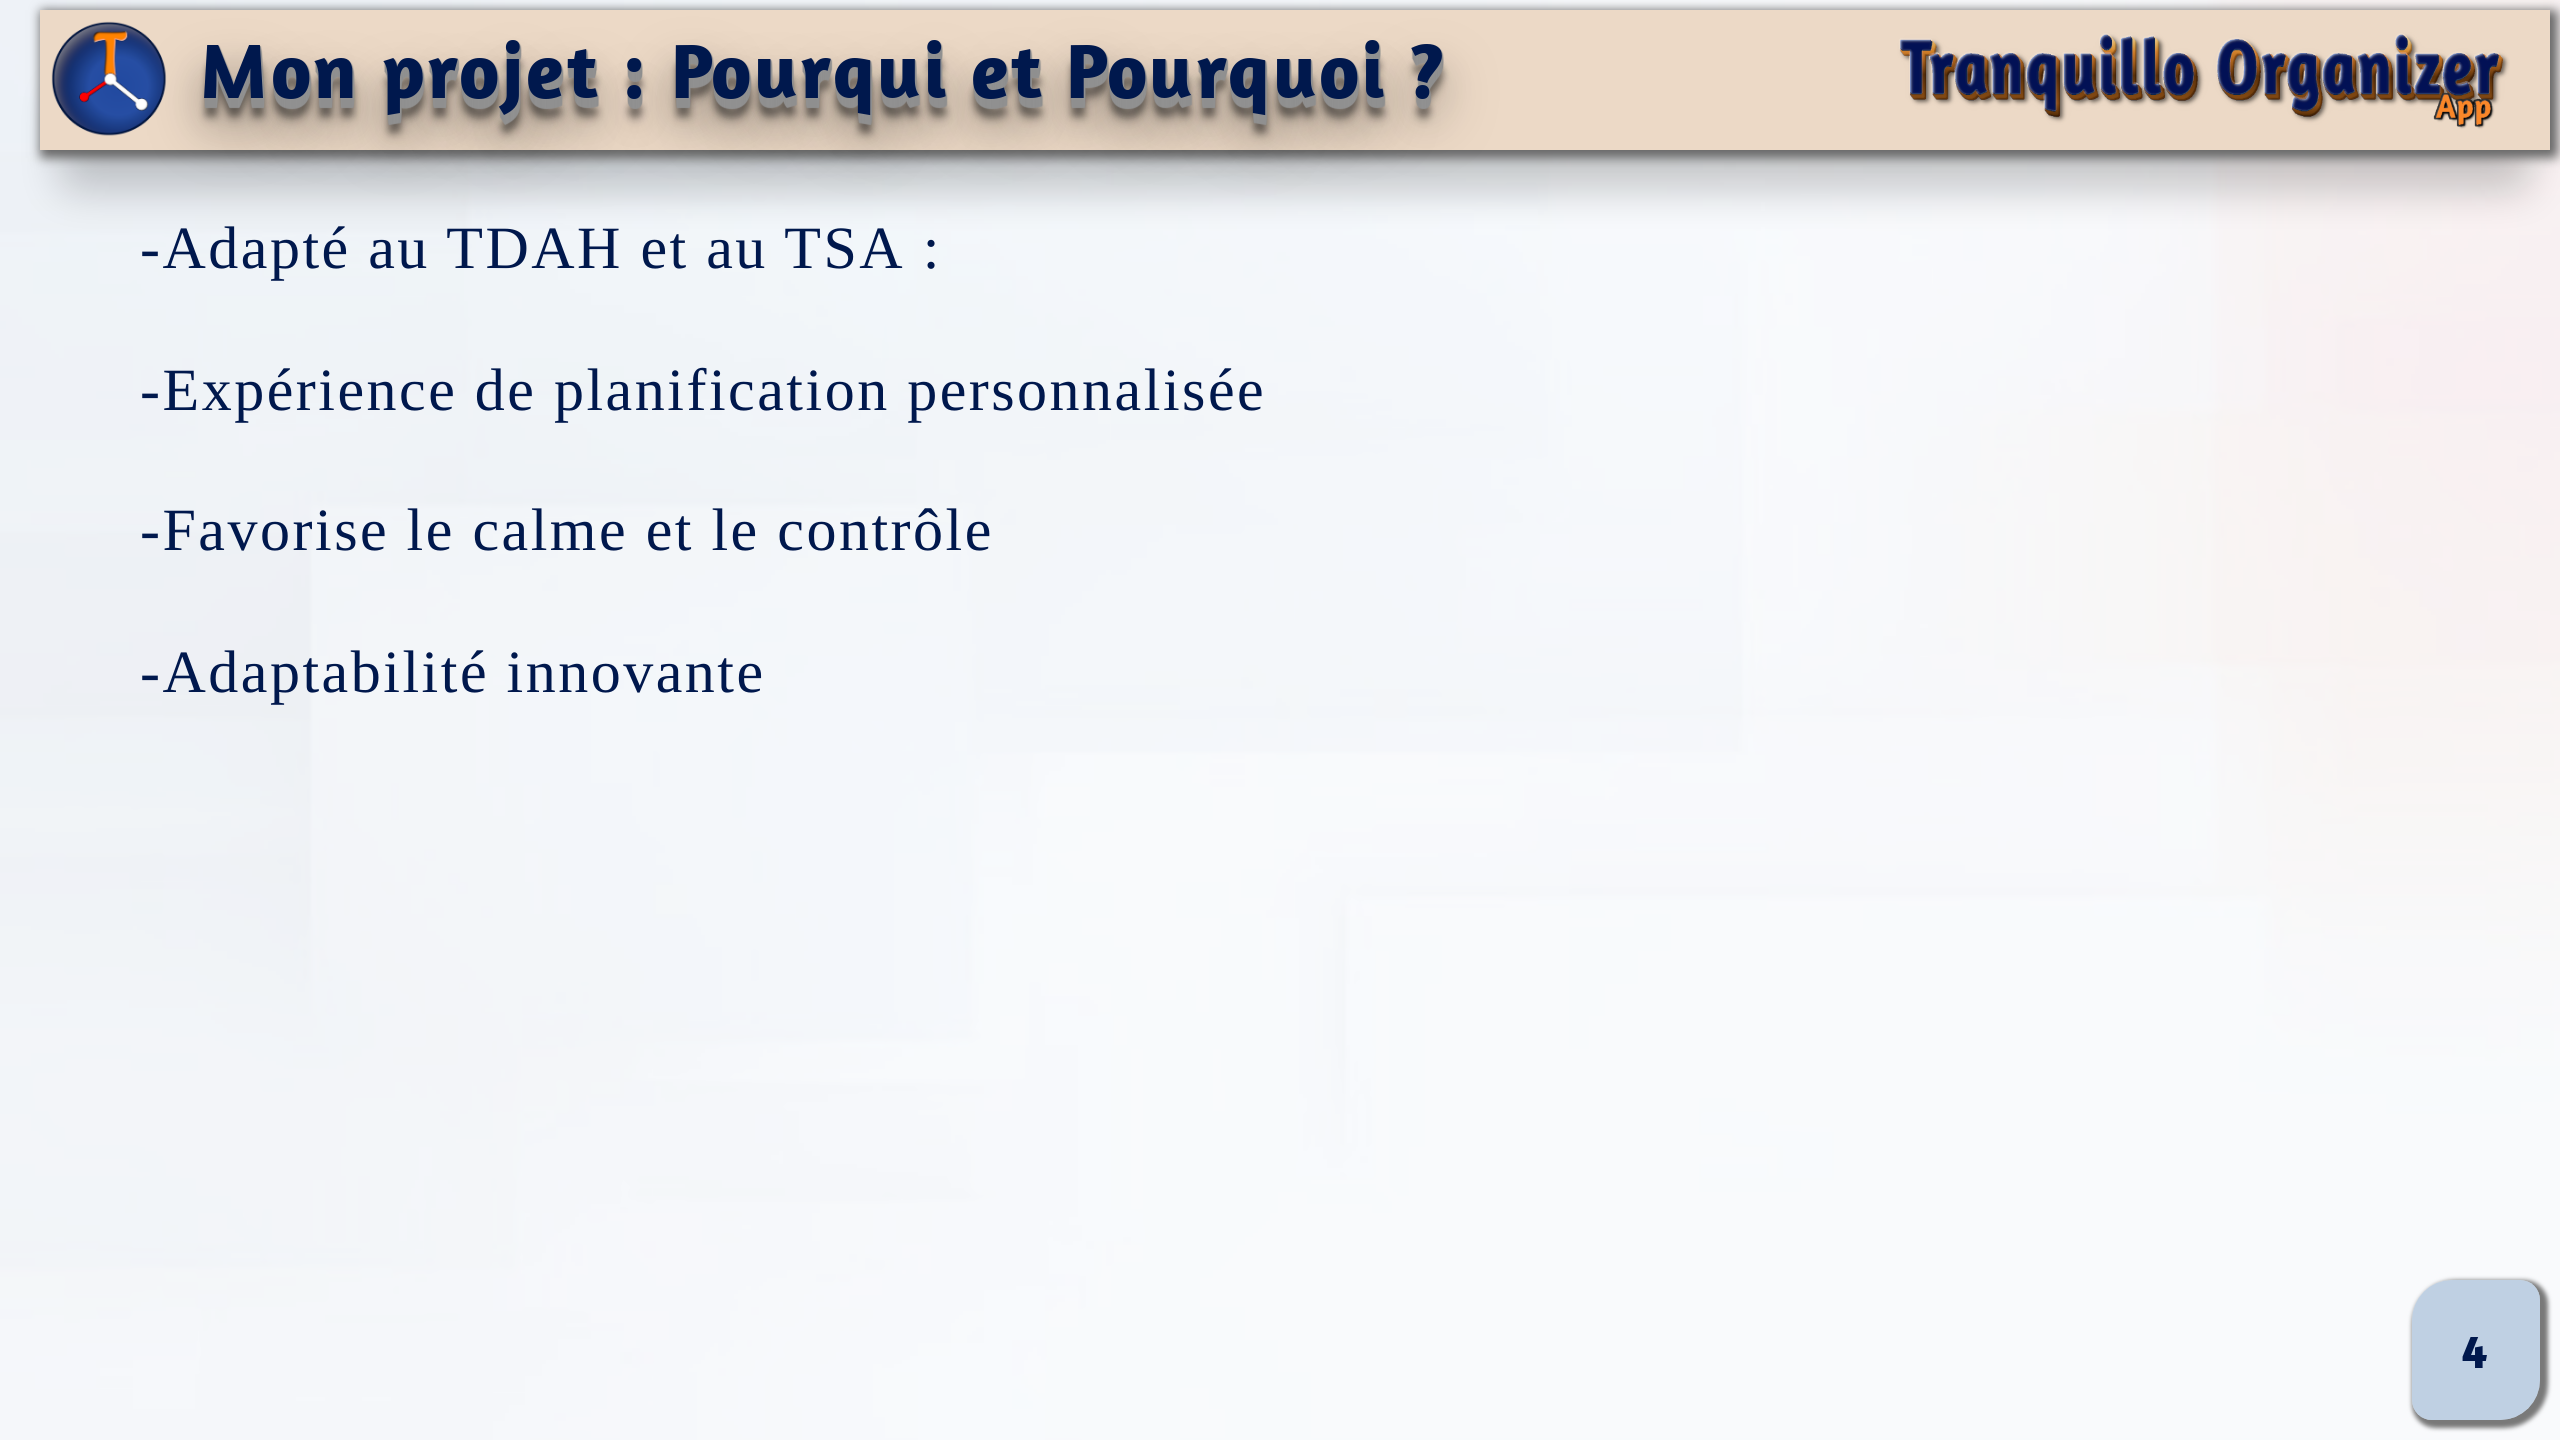 Mon projet : Pourqui et Pourquoi ?
Tranquillo Organizer
App
-Adapté au TDAH et au TSA :
-Expérience de planification personnalisée
-Favorise le calme et le contrôle
-Adaptabilité innovante
4